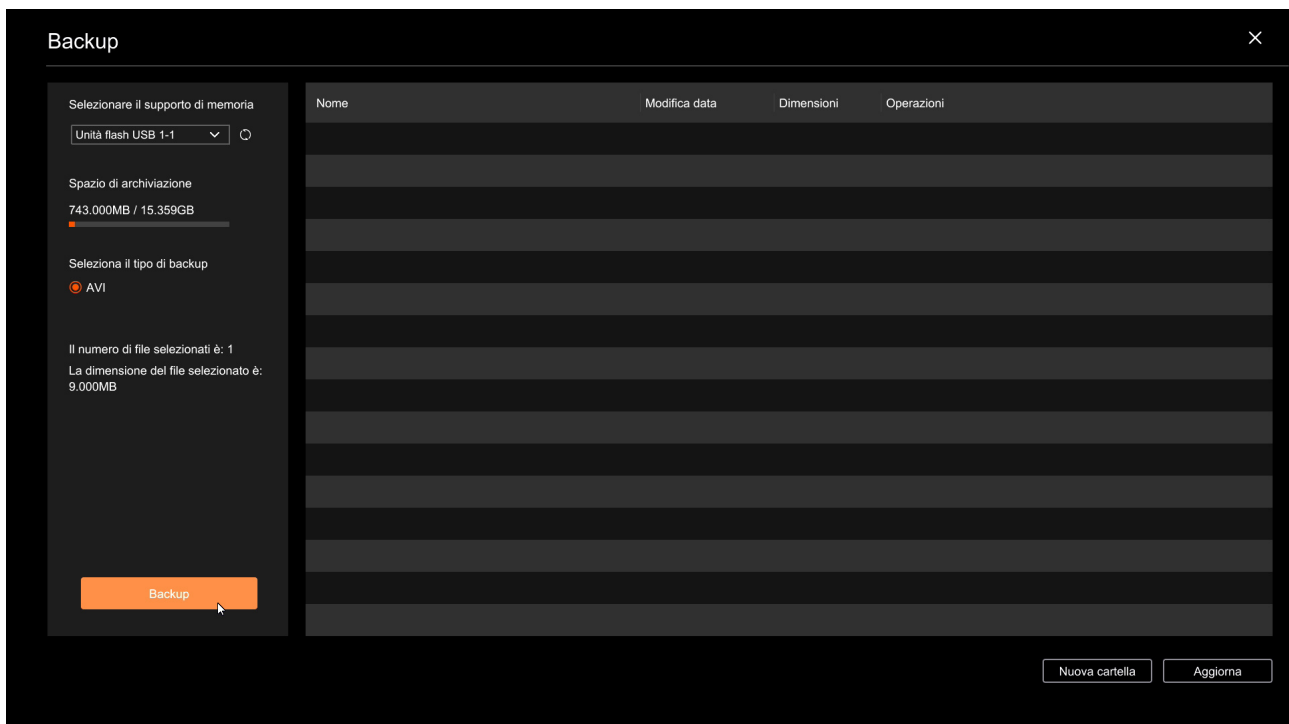 Backup
Selezionare il supporto di memoria
Unità flash USB 1-1
Spazio di archiviazione
743.000MB / 15.359GB
Seleziona il tipo di backup
AVI
Il numero di file selezionati è: 1
La dimensione del file selezionato è:
9.000MB
Backup
Nome Modifica data Dimensioni Operazioni
Nuova cartella Aggiorna